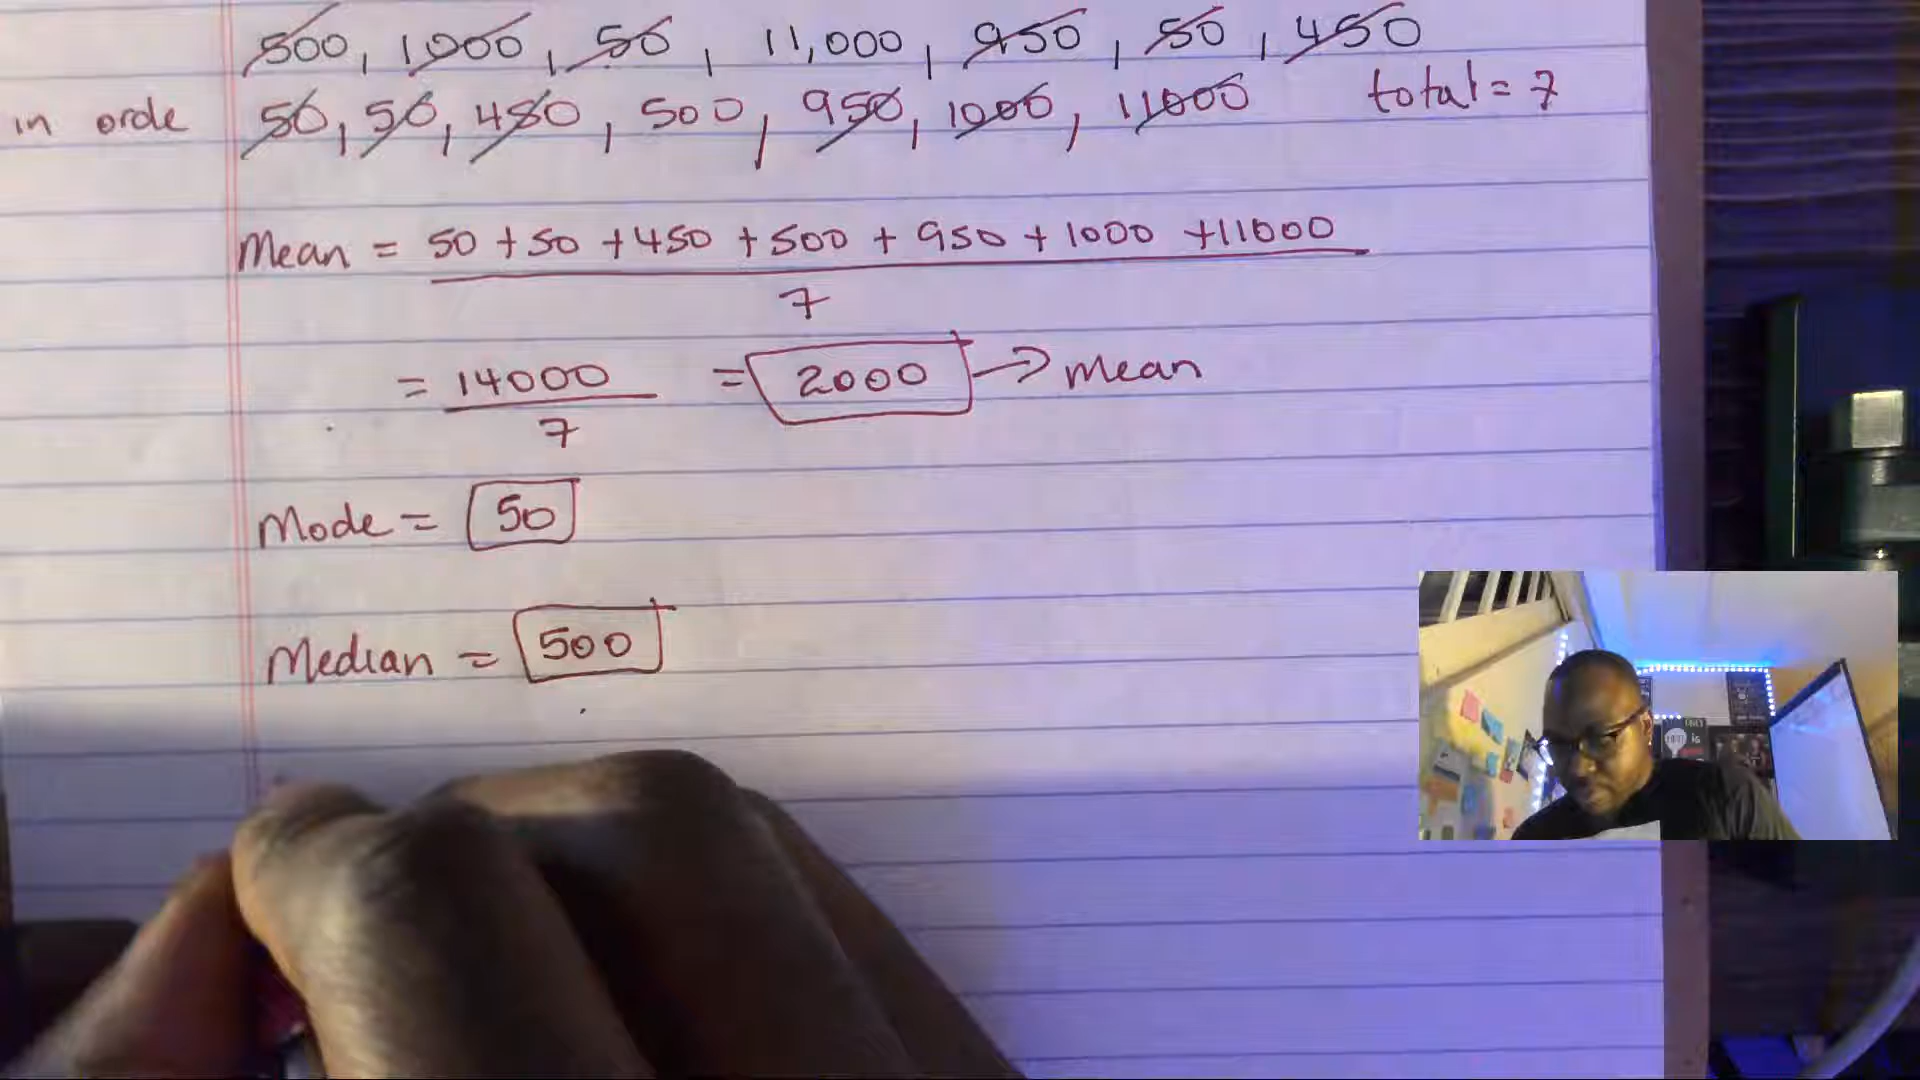 500, 1000, 50, 11,000, 950, 50, 450
in orde 50, 50, 450, 500, 950, 1000, 11000 total = 7
Mean = 50 + 50 + 450 + 500 + 950 + 1000 + 11000
7
= 14000 = 2000 → mean
7
Mode = 50
Median = 500